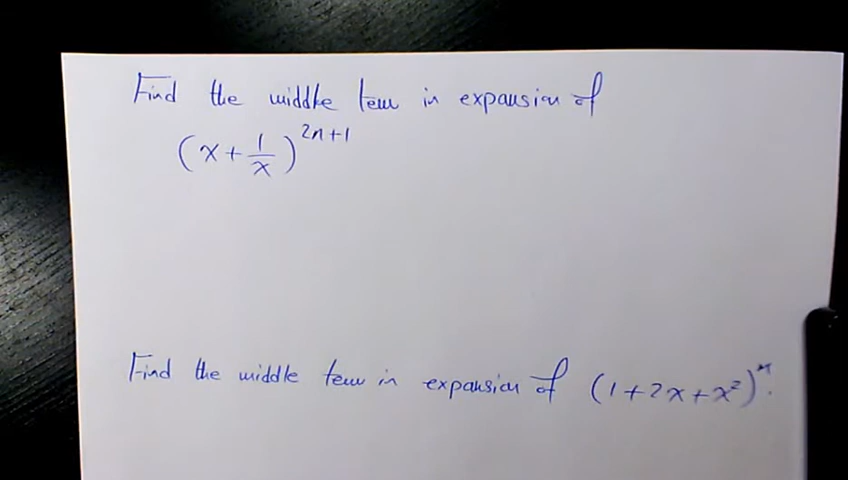 Find the middle term in expansion of
(x + 1/x)^{2n+1}
Find the middle term in expansion of (1+2x+x²)ⁿ.